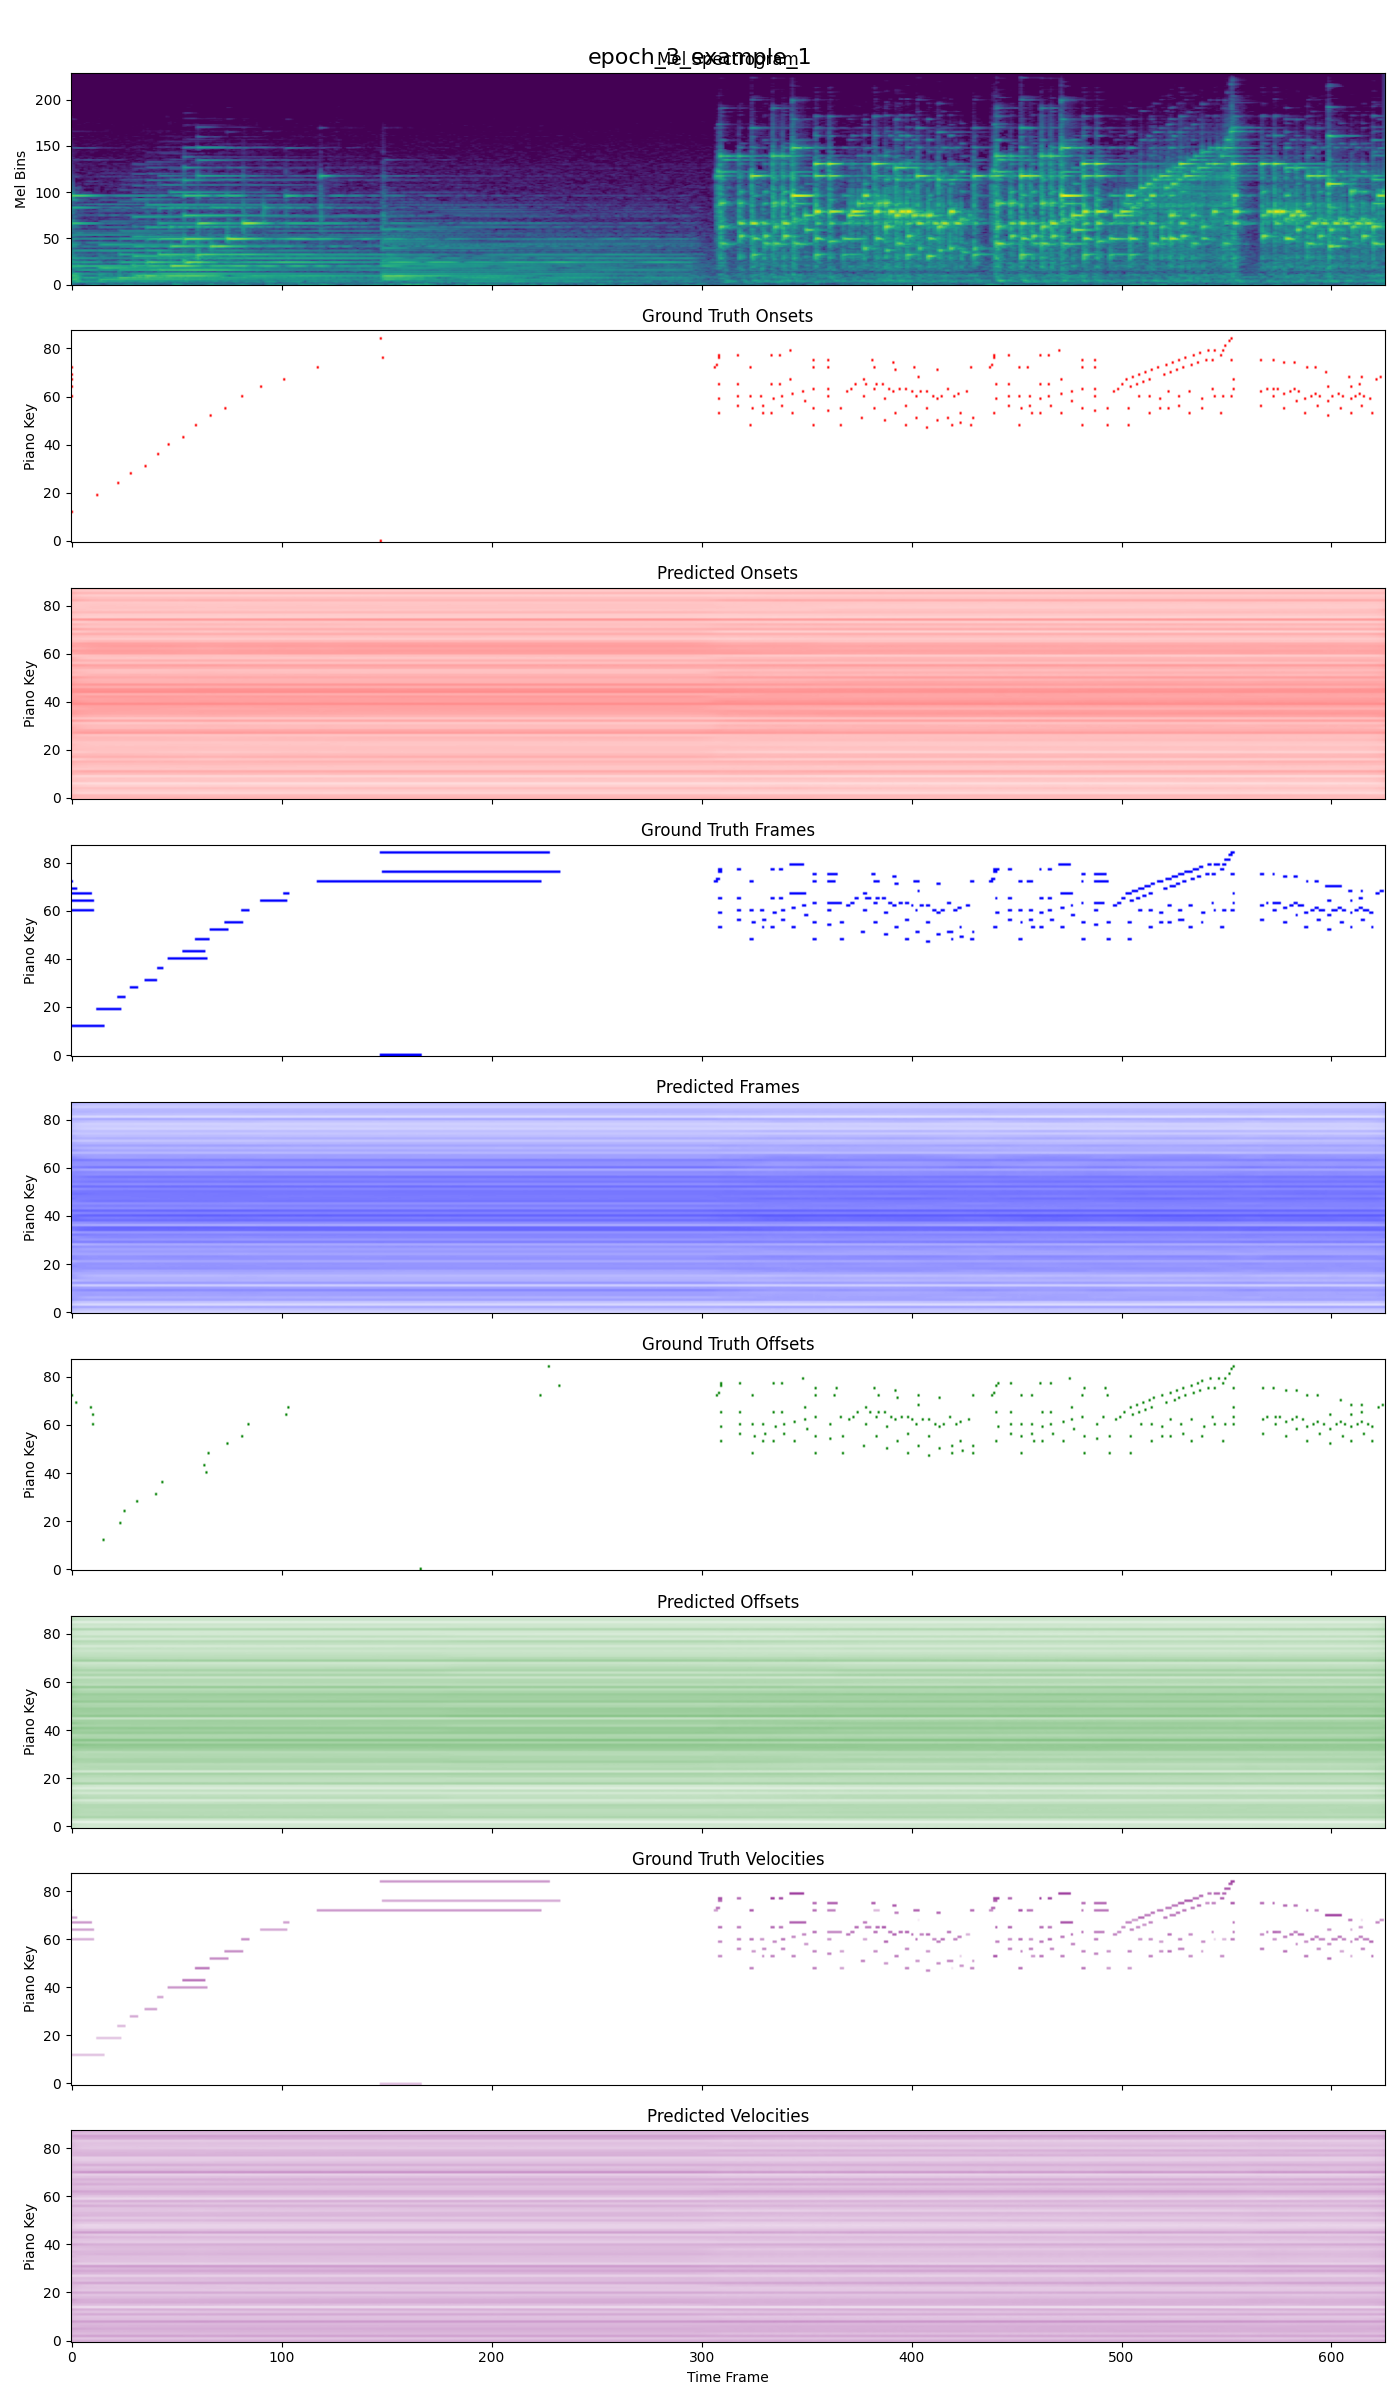 epoch_3_example_1
Mel Spectrogram
Mel Bins
200
150
100
50
0
Ground Truth Onsets
Piano Key
80
60
40
20
0
Predicted Onsets
Piano Key
80
60
40
20
0
Ground Truth Frames
Piano Key
80
60
40
20
0
Predicted Frames
Piano Key
80
60
40
20
0
Ground Truth Offsets
Piano Key
80
60
40
20
0
Predicted Offsets
Piano Key
80
60
40
20
0
Ground Truth Velocities
Piano Key
80
60
40
20
0
Predicted Velocities
Piano Key
80
60
40
20
0
0 100 200 300 400 500 600
Time Frame